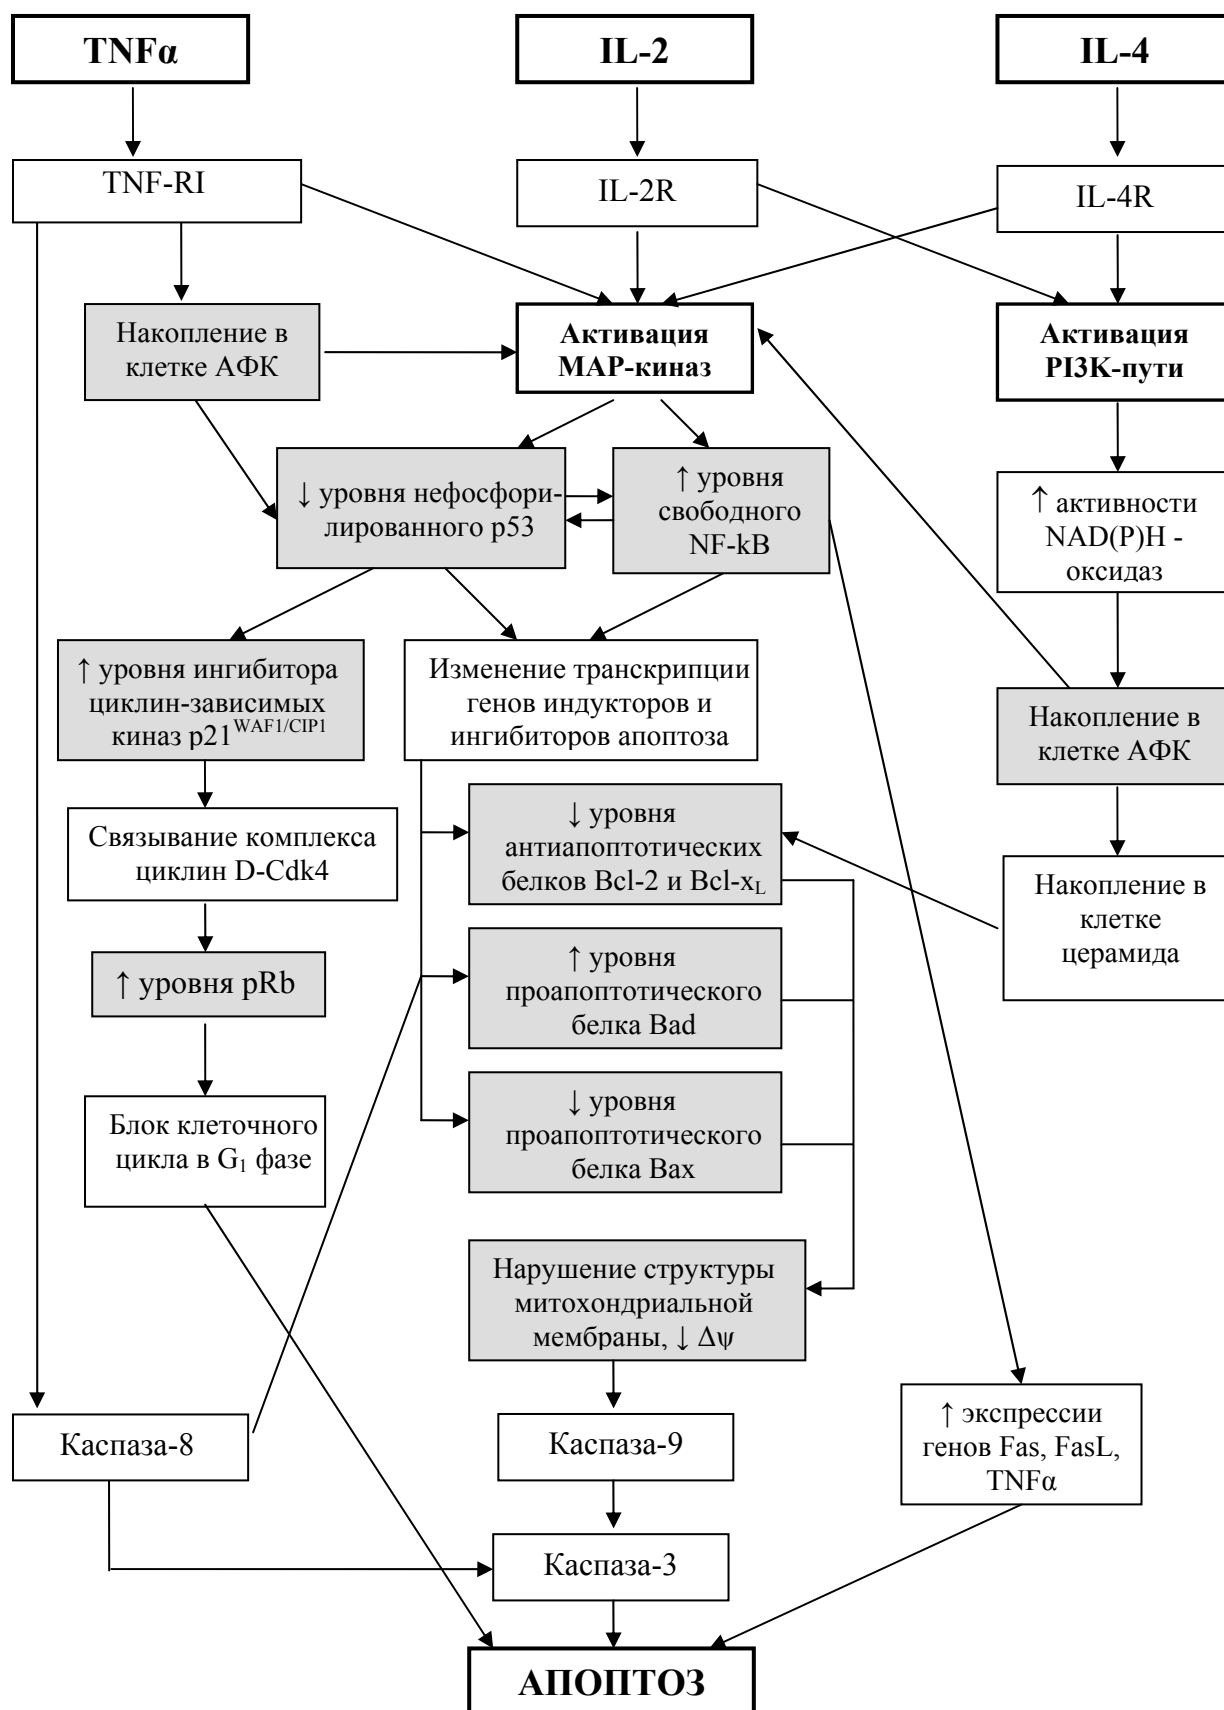 TNFα
IL-2
IL-4
TNF-RI
IL-2R
IL-4R
Накопление в
клетке АФК
Активация
МАР-киназ
Активация
PI3K-пути
↓ уровня нефосфори-
лированного p53
↑ уровня
свободного
NF-kB
↑ активности
NAD(P)H -
оксидаз
↑ уровня ингибитора
циклин-зависимых
киназ p21WAF1/CIP1
Изменение транскрипции
генов индукторов и
ингибиторов апоптоза
Накопление в
клетке АФК
Связывание комплекса
циклин D-Cdk4
↓ уровня
антиапоптотических
белков Bcl-2 и Bcl-xL
Накопление в
клетке
церамида
↑ уровня pRb
↑ уровня
проапоптотического
белка Bad
Блок клеточного
цикла в G1 фазе
↓ уровня
проапоптотического
белка Bax
Нарушение структуры
митохондриальной
мембраны, ↓ Δψ
Каспаза-8
Каспаза-9
↑ экспрессии
генов Fas, FasL,
TNFα
Каспаза-3
АПОПТОЗ